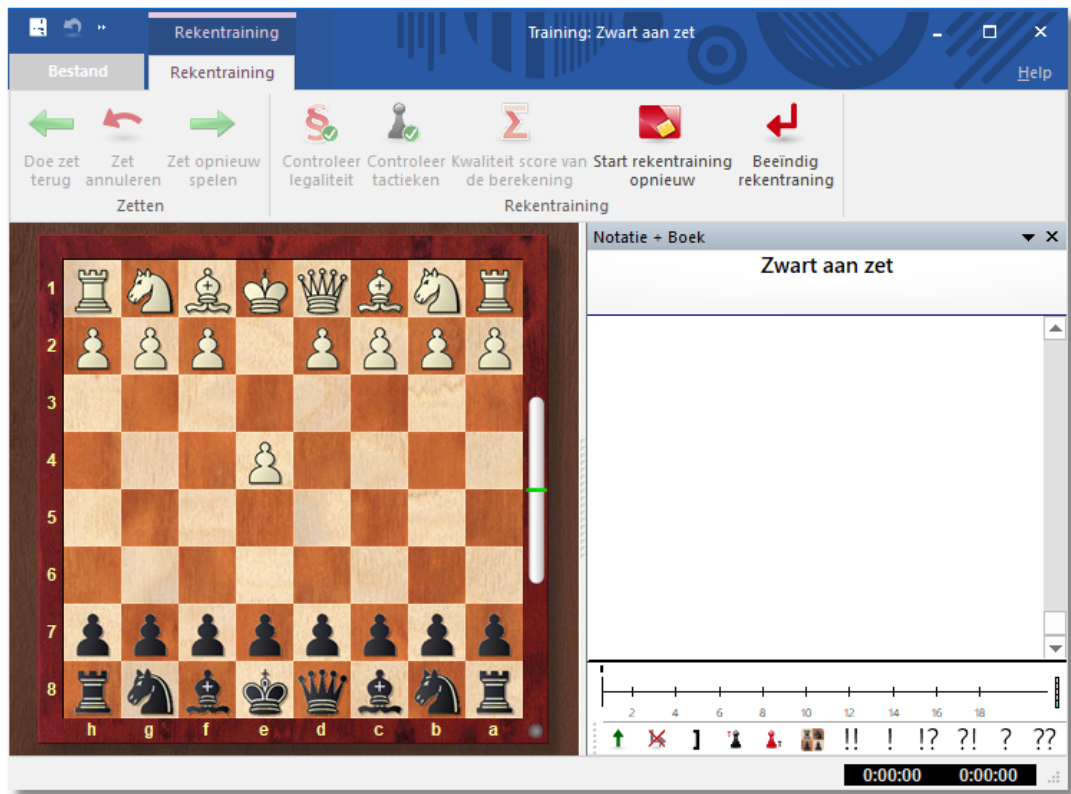 Rekentraining
Training: Zwart aan zet
Bestand
Rekentraining
Help
Doe zet terug
Zet annuleren
Zet opnieuw spelen
Zetten
Controleer legaliteit
Controleer tactieken
Kwaliteit score van de berekening
Start rekentraining opnieuw
Beeïndig rekentraning
Rekentraining
Notatie + Boek
Zwart aan zet
1
2
3
4
5
6
7
8
h g f e d c b a
2 4 6 8 10 12 14 16 18
] !! ! !? ?! ? ??
0:00:00 0:00:00